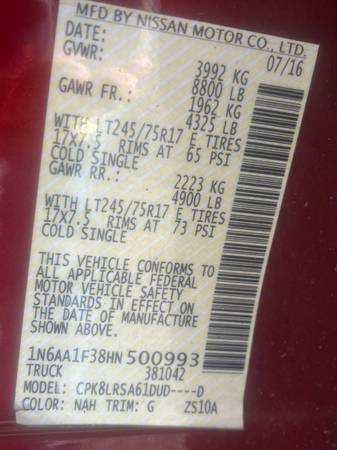 MFD BY NISSAN MOTOR CO., LTD.
DATE: 07/16
GVWR: 3992 KG
8800 LB
GAWR FR.: 1962 KG
4325 LB
WITH LT245/75R17 E TIRES
17X7.5 RIMS AT 65 PSI
COLD SINGLE
GAWR RR.: 2223 KG
4900 LB
WITH LT245/75R17 E TIRES
17X7.5 RIMS AT 73 PSI
COLD SINGLE
THIS VEHICLE CONFORMS TO
ALL APPLICABLE FEDERAL
MOTOR VEHICLE SAFETY
STANDARDS IN EFFECT ON
THE DATE OF MANUFACTURE
SHOWN ABOVE.
1N6AA1F38HN500993
TRUCK 381042
MODEL: CPK8LRSA61DUD----D
COLOR: NAH TRIM: G ZS10A